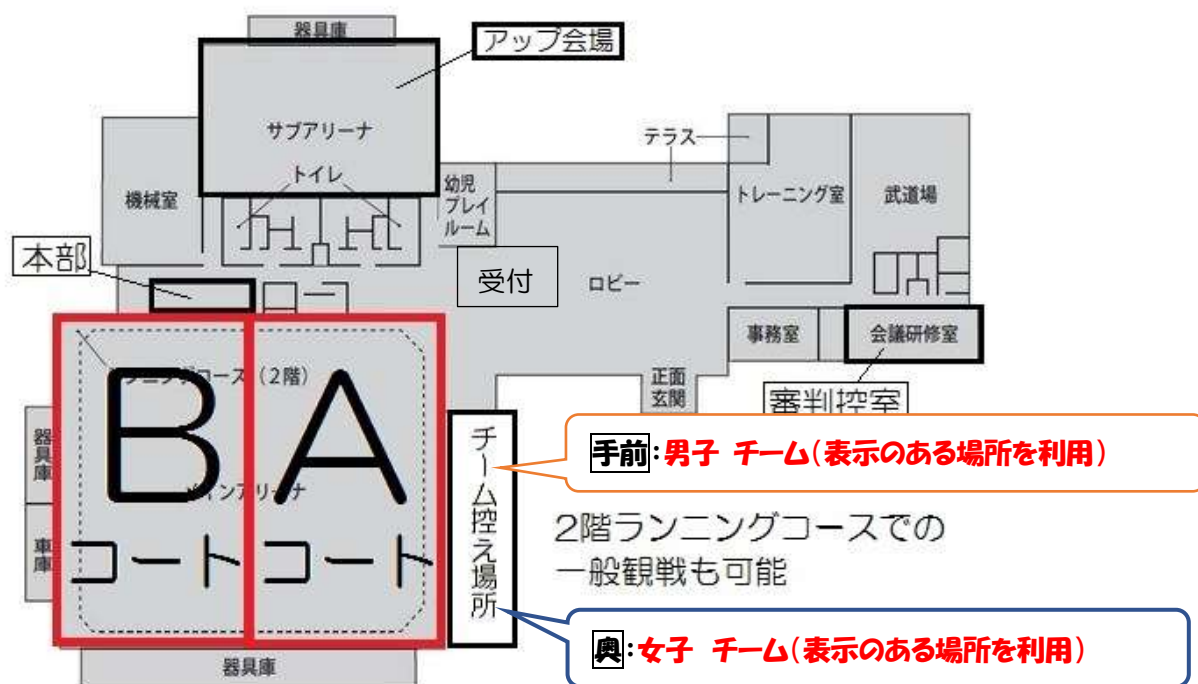 器具庫
アップ会場
サブアリーナ
テラス
トイレ
幼児
プレイ
ルーム
機械室
トレーニング室
武道場
本部
受付
ロビー
事務室
会議研修室
ランニングコース（２階）
正面
玄関
審判控室
B
コート
A
コート
メインアリーナ
器具庫
車庫
チーム控え場所
手前:男子 チーム(表示のある場所を利用)
2階ランニングコースでの
一般観戦も可能
奥:女子 チーム(表示のある場所を利用)
器具庫